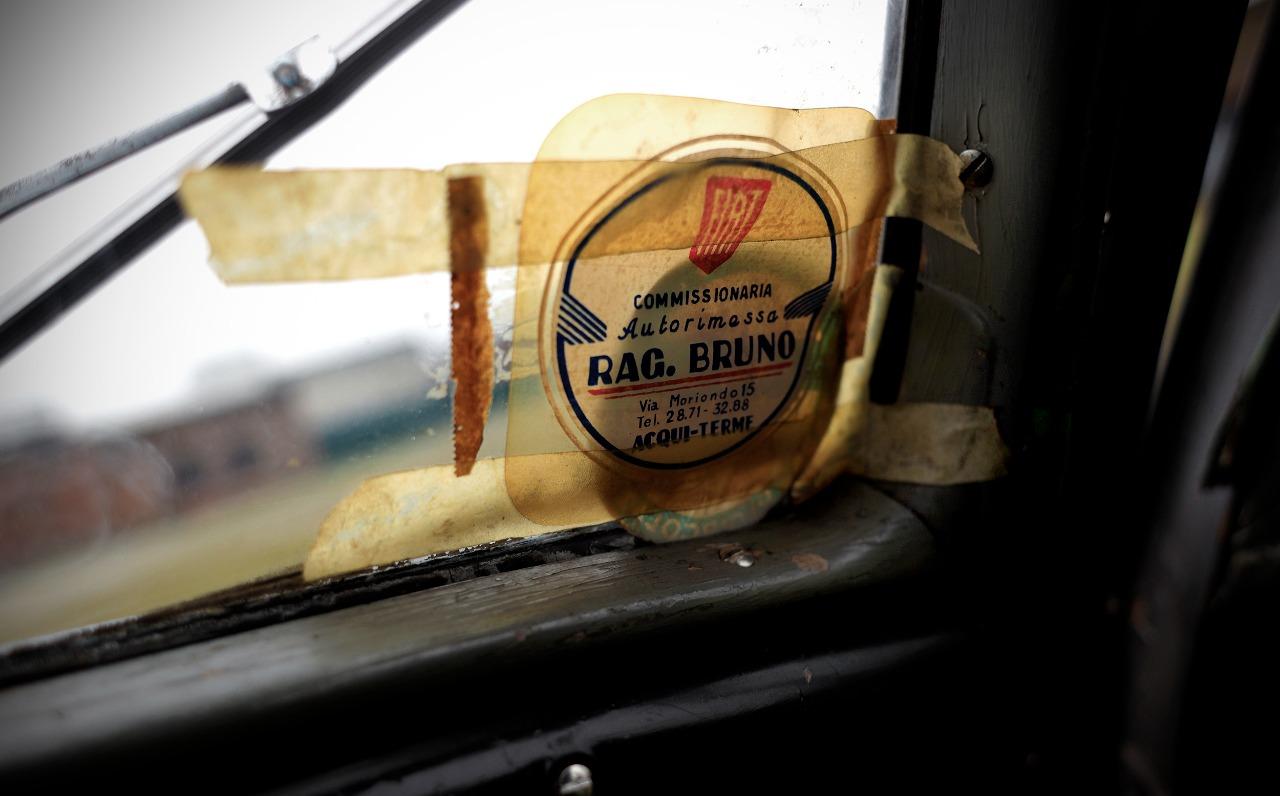 FIAT
COMMISSIONARIA
Autorimessa
RAG. BRUNO
Via Moriondo 15
Tel. 28.71 - 32.88
ACQUI-TERME